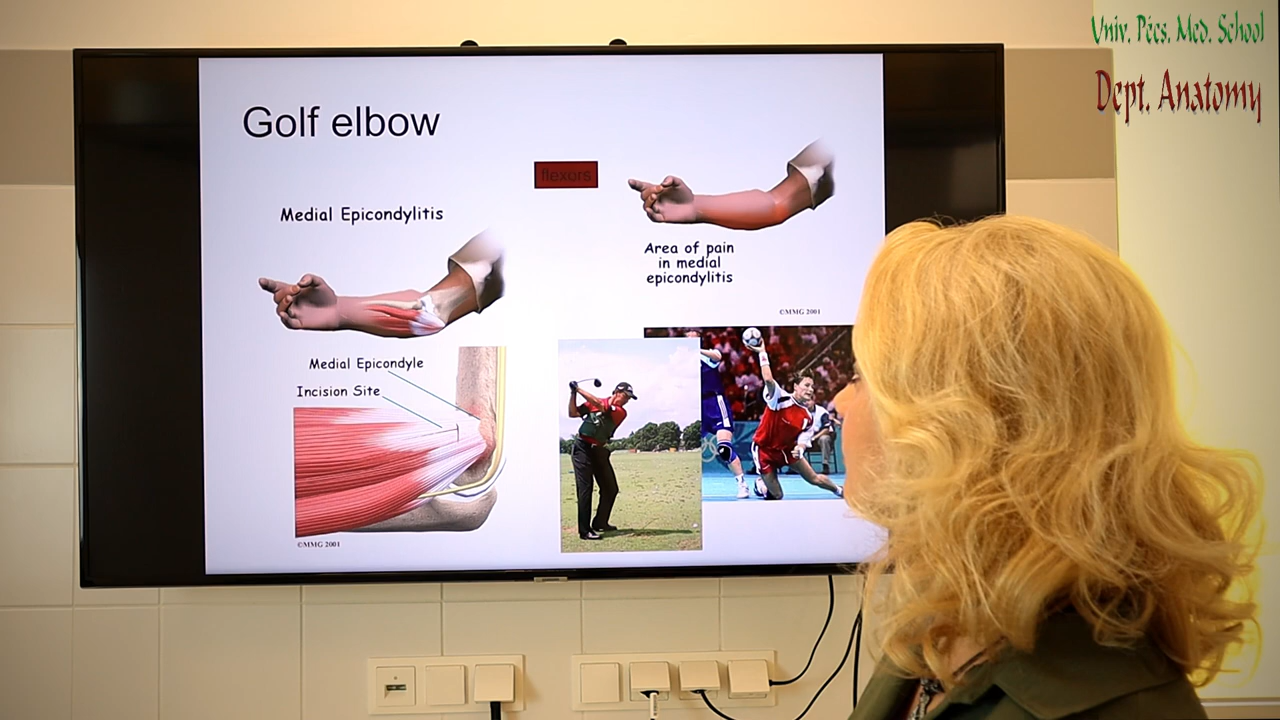 Univ. Pécs. Med. School
Dept. Anatomy
Golf elbow
flexors
Medial Epicondylitis
Area of pain
in medial
epicondylitis
©MMG 2001
Medial Epicondyle
Incision Site
©MMG 2001